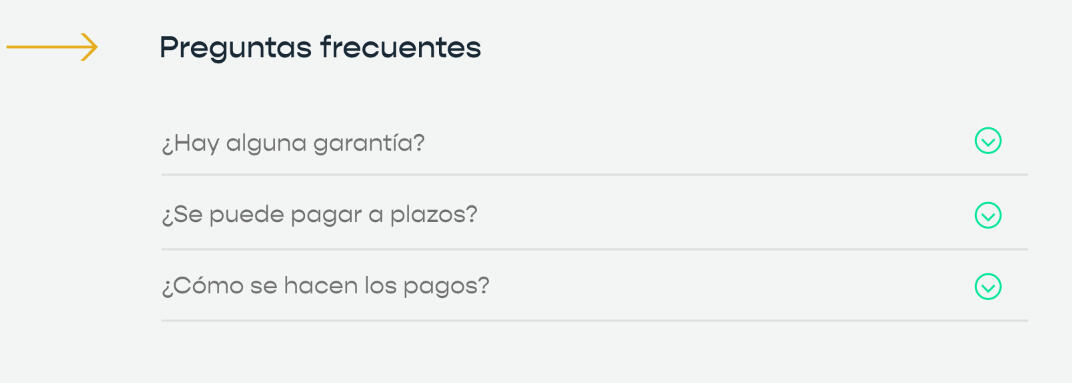 Preguntas frecuentes
¿Hay alguna garantía?
¿Se puede pagar a plazos?
¿Cómo se hacen los pagos?